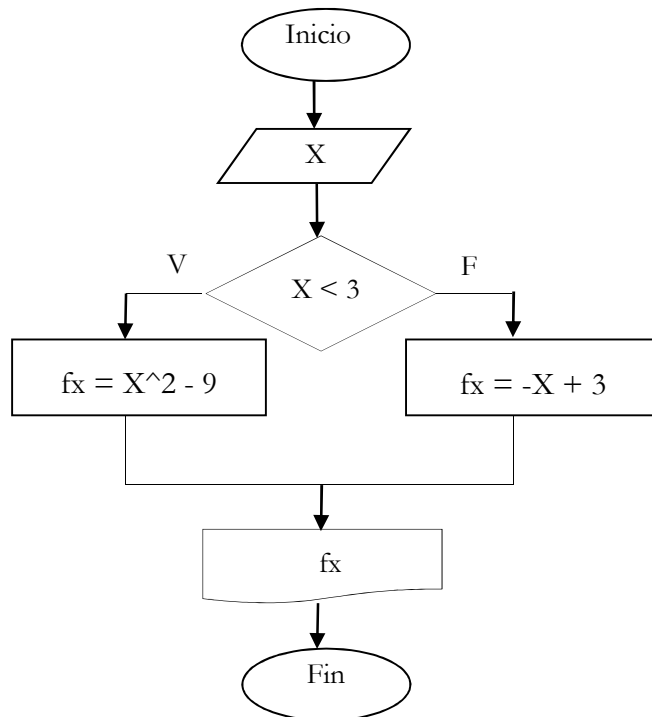 Inicio
X
V
F
X < 3
fx = X^2 - 9
fx = -X + 3
fx
Fin